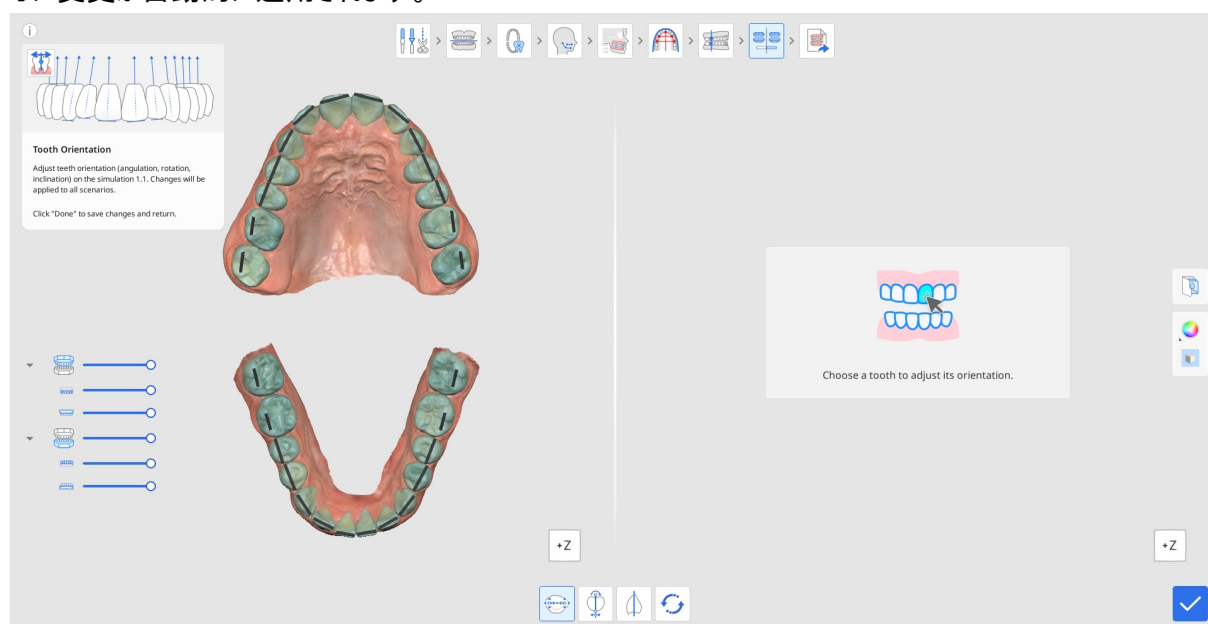 Tooth Orientation
Adjust teeth orientation (angulation, rotation,
inclination) on the simulation 1.1. Changes will be
applied to all scenarios.
Click "Done" to save changes and return.
Choose a tooth to adjust its orientation.
+Z
+Z